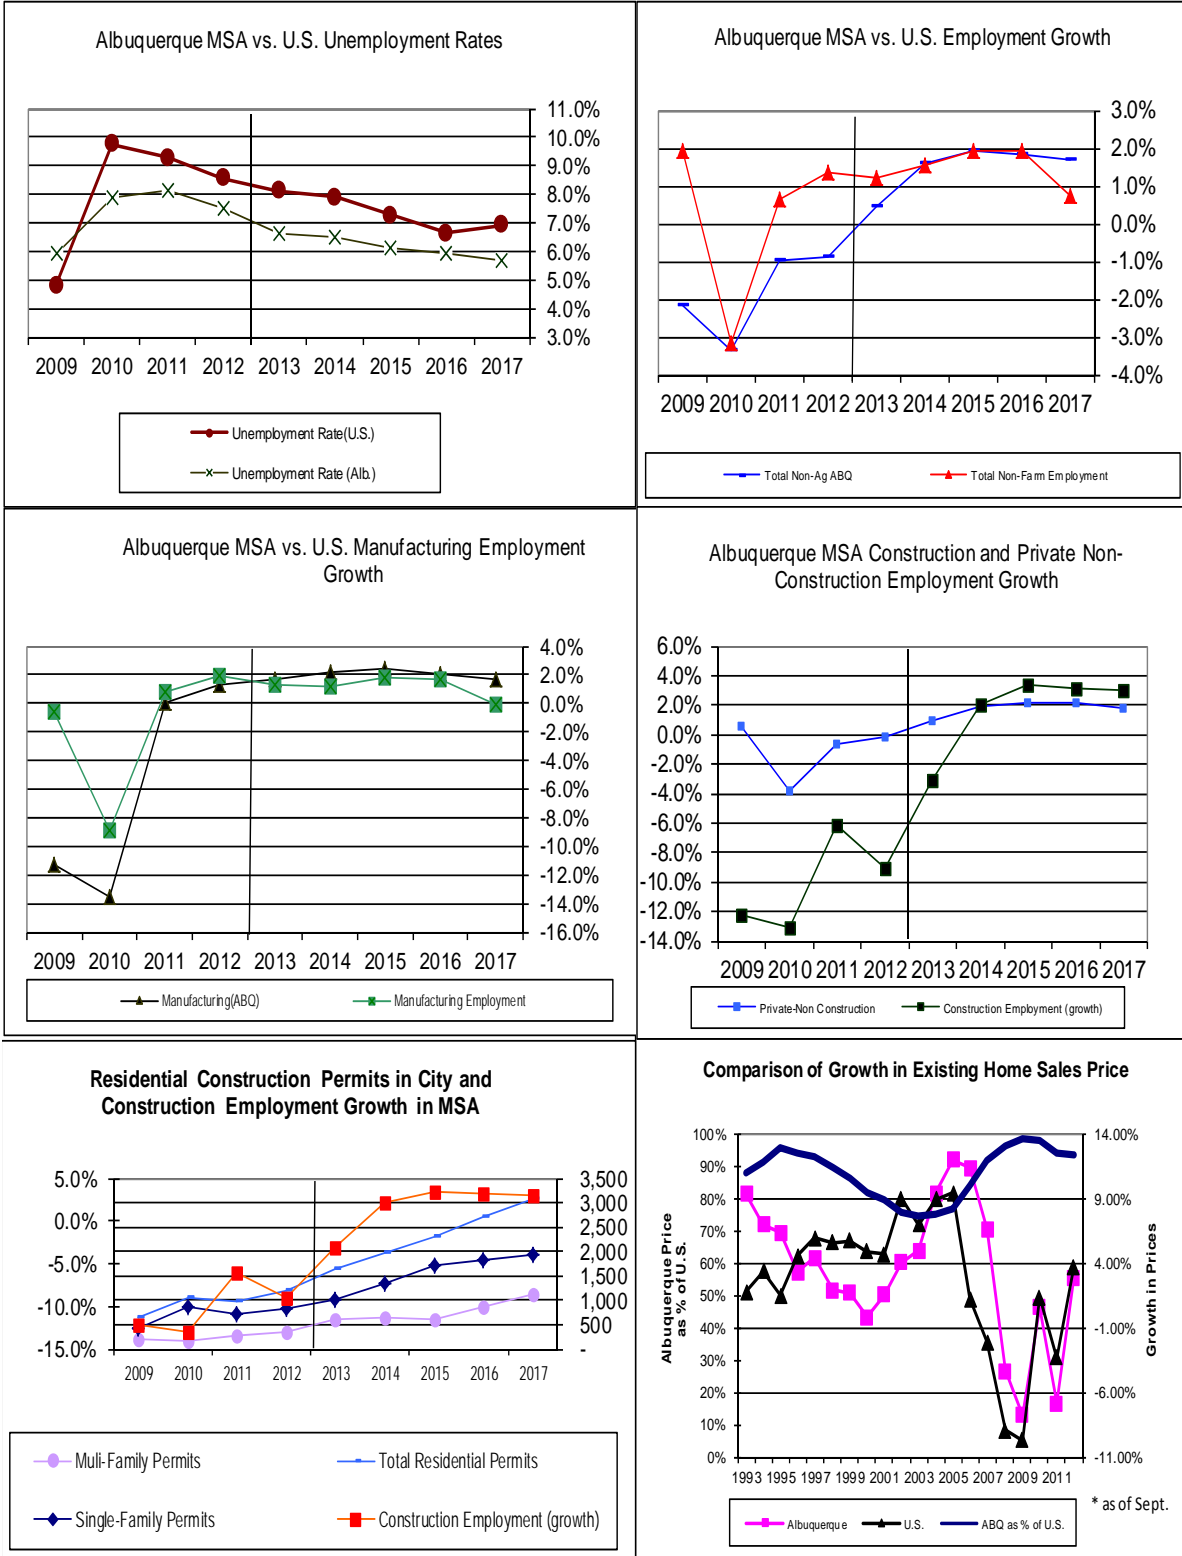 Albuquerque MSA vs. U.S. Unemployment Rates
11.0%
10.0%
9.0%
8.0%
7.0%
6.0%
5.0%
4.0%
3.0%
2009 2010 2011 2012 2013 2014 2015 2016 2017
Unemployment Rate(U.S.)
Unemployment Rate (Alb.)
Albuquerque MSA vs. U.S. Employment Growth
3.0%
2.0%
1.0%
0.0%
-1.0%
-2.0%
-3.0%
-4.0%
2009 2010 2011 2012 2013 2014 2015 2016 2017
Total Non-Ag ABQ
Total Non-Farm Employment
Albuquerque MSA vs. U.S. Manufacturing Employment
Growth
4.0%
2.0%
0.0%
-2.0%
-4.0%
-6.0%
-8.0%
-10.0%
-12.0%
-14.0%
-16.0%
2009 2010 2011 2012 2013 2014 2015 2016 2017
Manufacturing(ABQ)
Manufacturing Employment
Albuquerque MSA Construction and Private Non-
Construction Employment Growth
6.0%
4.0%
2.0%
0.0%
-2.0%
-4.0%
-6.0%
-8.0%
-10.0%
-12.0%
-14.0%
2009 2010 2011 2012 2013 2014 2015 2016 2017
Private-Non Construction
Construction Employment (growth)
Residential Construction Permits in City and
Construction Employment Growth in MSA
5.0%
0.0%
-5.0%
-10.0%
-15.0%
3,500
3,000
2,500
2,000
1,500
1,000
500
-
2009 2010 2011 2012 2013 2014 2015 2016 2017
Muli-Family Permits
Total Residential Permits
Single-Family Permits
Construction Employment (growth)
Comparison of Growth in Existing Home Sales Price
Albuquerque Price
as % of U.S.
100%
90%
80%
70%
60%
50%
40%
30%
20%
10%
0%
14.00%
9.00%
4.00%
-1.00%
-6.00%
-11.00%
Growth in Prices
1993 1995 1997 1999 2001 2003 2005 2007 2009 2011
* as of Sept.
Albuquerque
U.S.
ABQ as % of U.S.